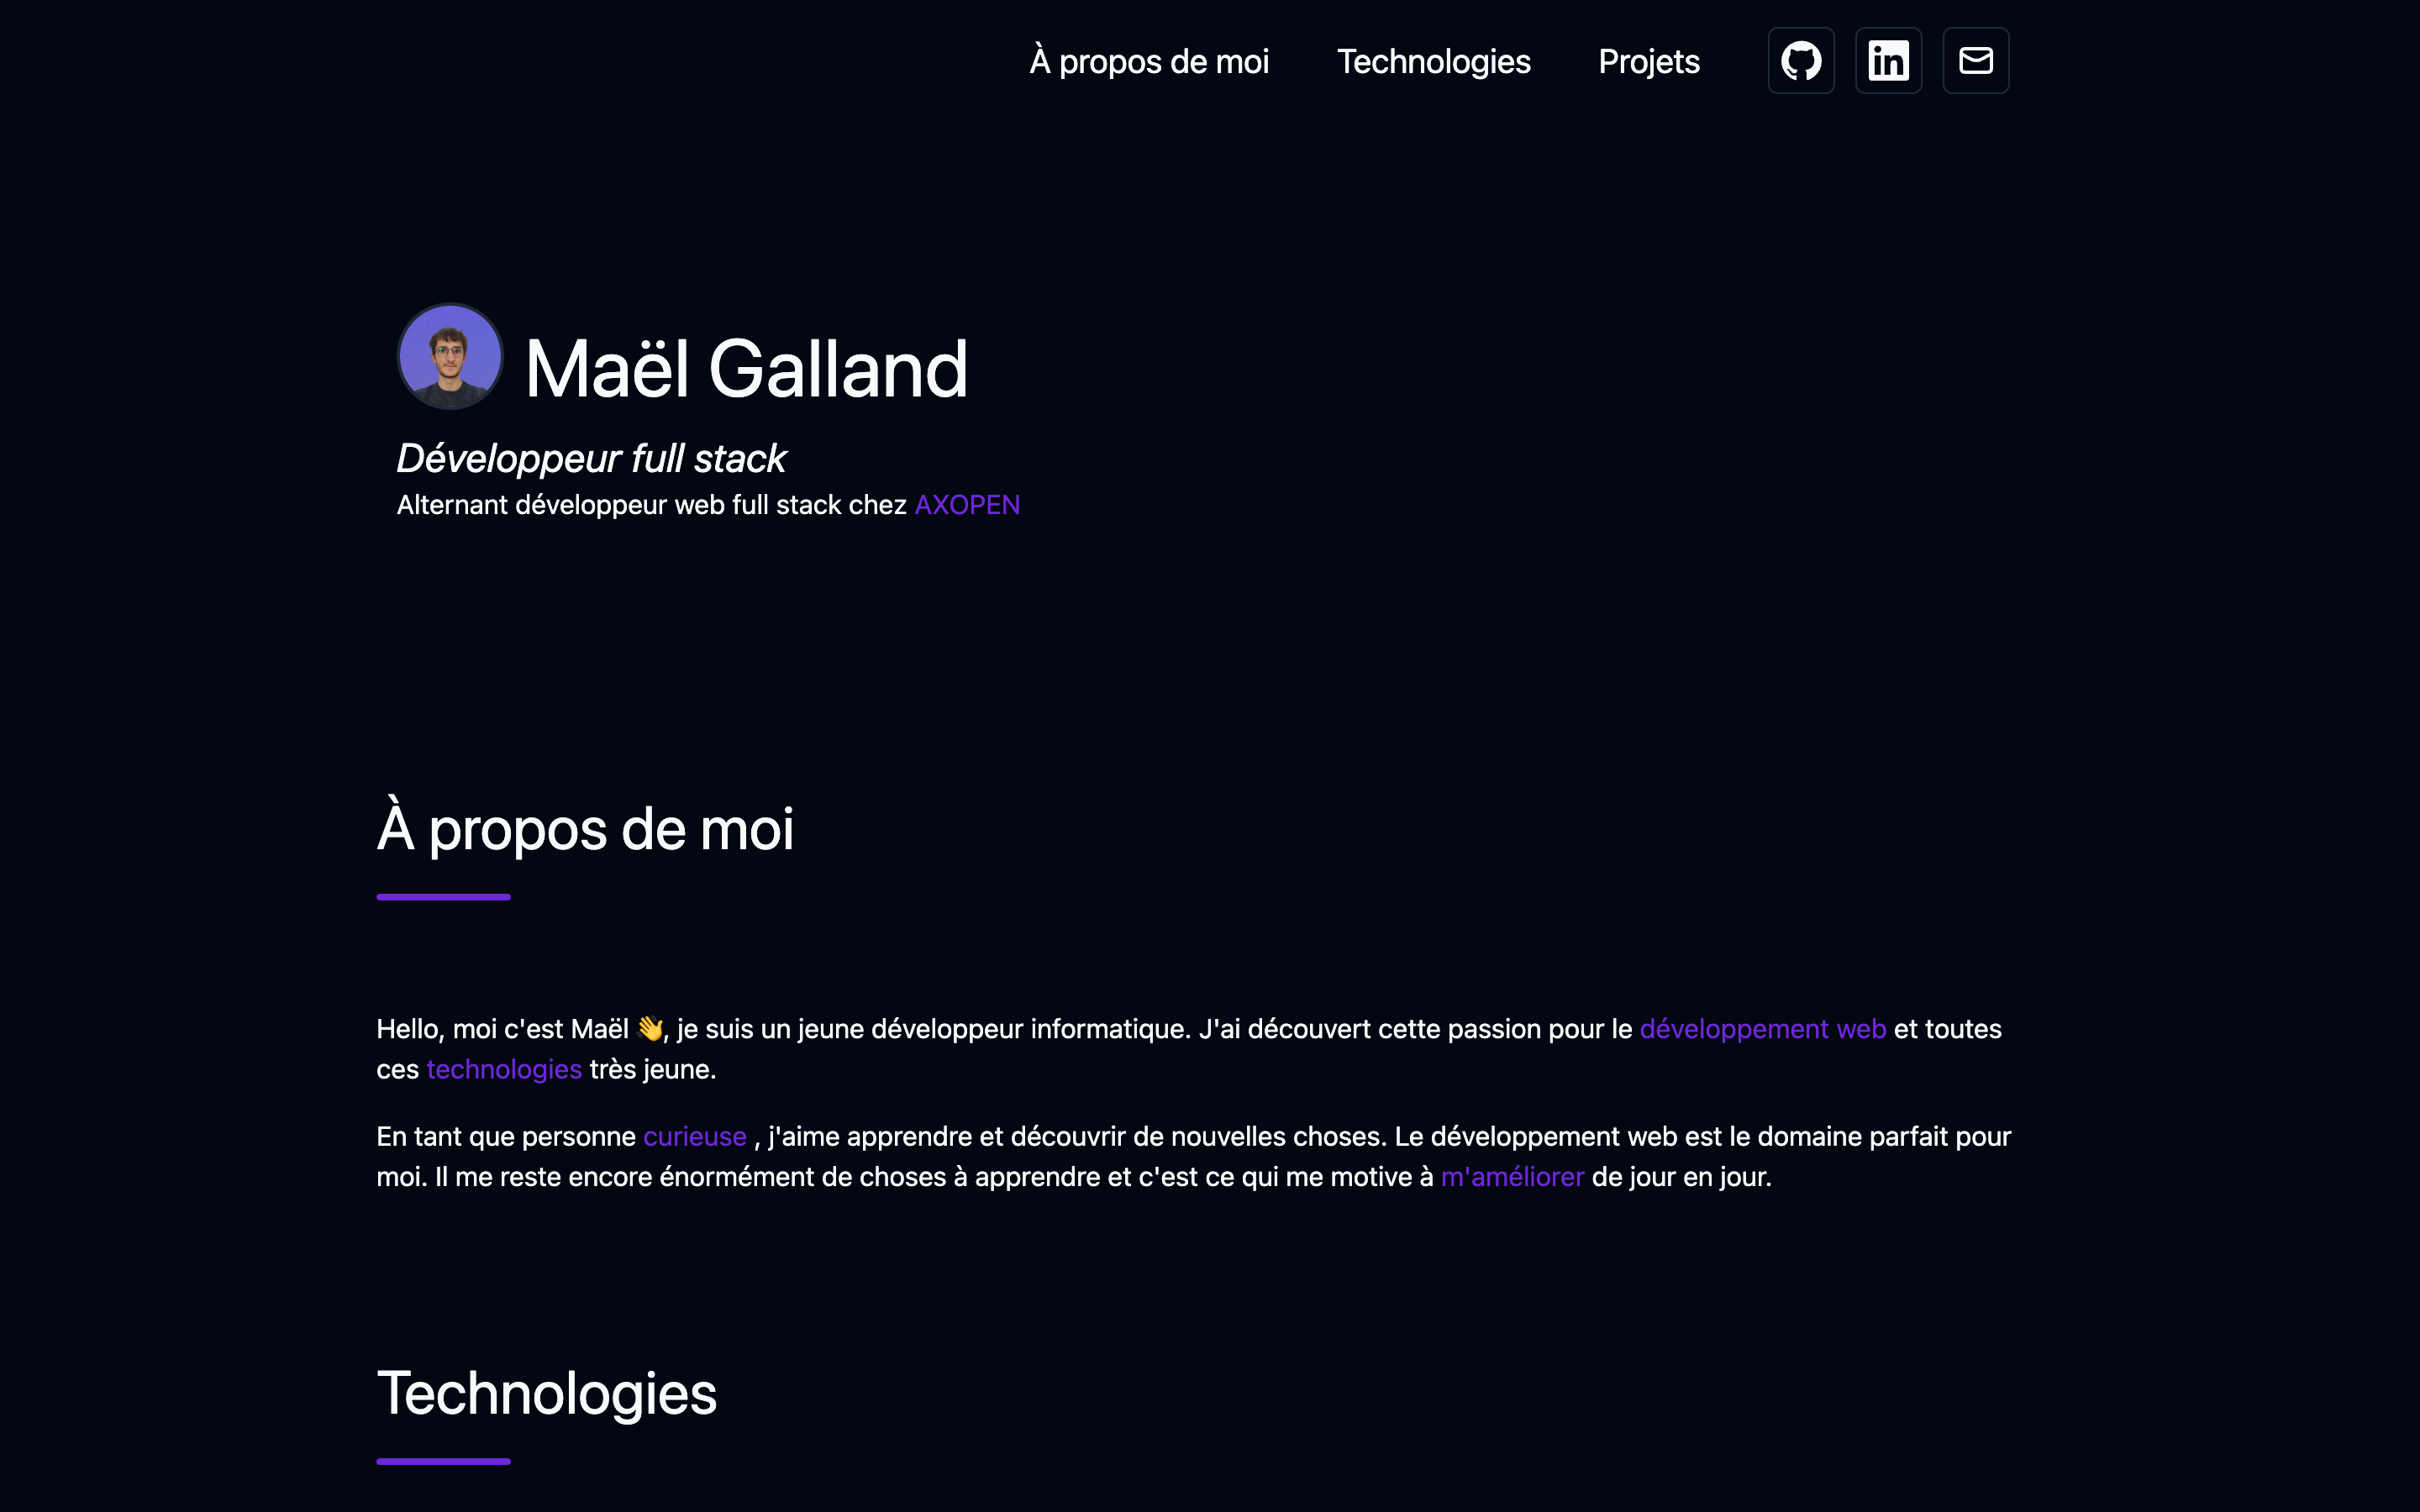 À propos de moi Technologies Projets
Maël Galland
Développeur full stack
Alternant développeur web full stack chez AXOPEN
À propos de moi
Hello, moi c'est Maël 👋, je suis un jeune développeur informatique. J'ai découvert cette passion pour le développement web et toutes
ces technologies très jeune.
En tant que personne curieuse , j'aime apprendre et découvrir de nouvelles choses. Le développement web est le domaine parfait pour
moi. Il me reste encore énormément de choses à apprendre et c'est ce qui me motive à m'améliorer de jour en jour.
Technologies